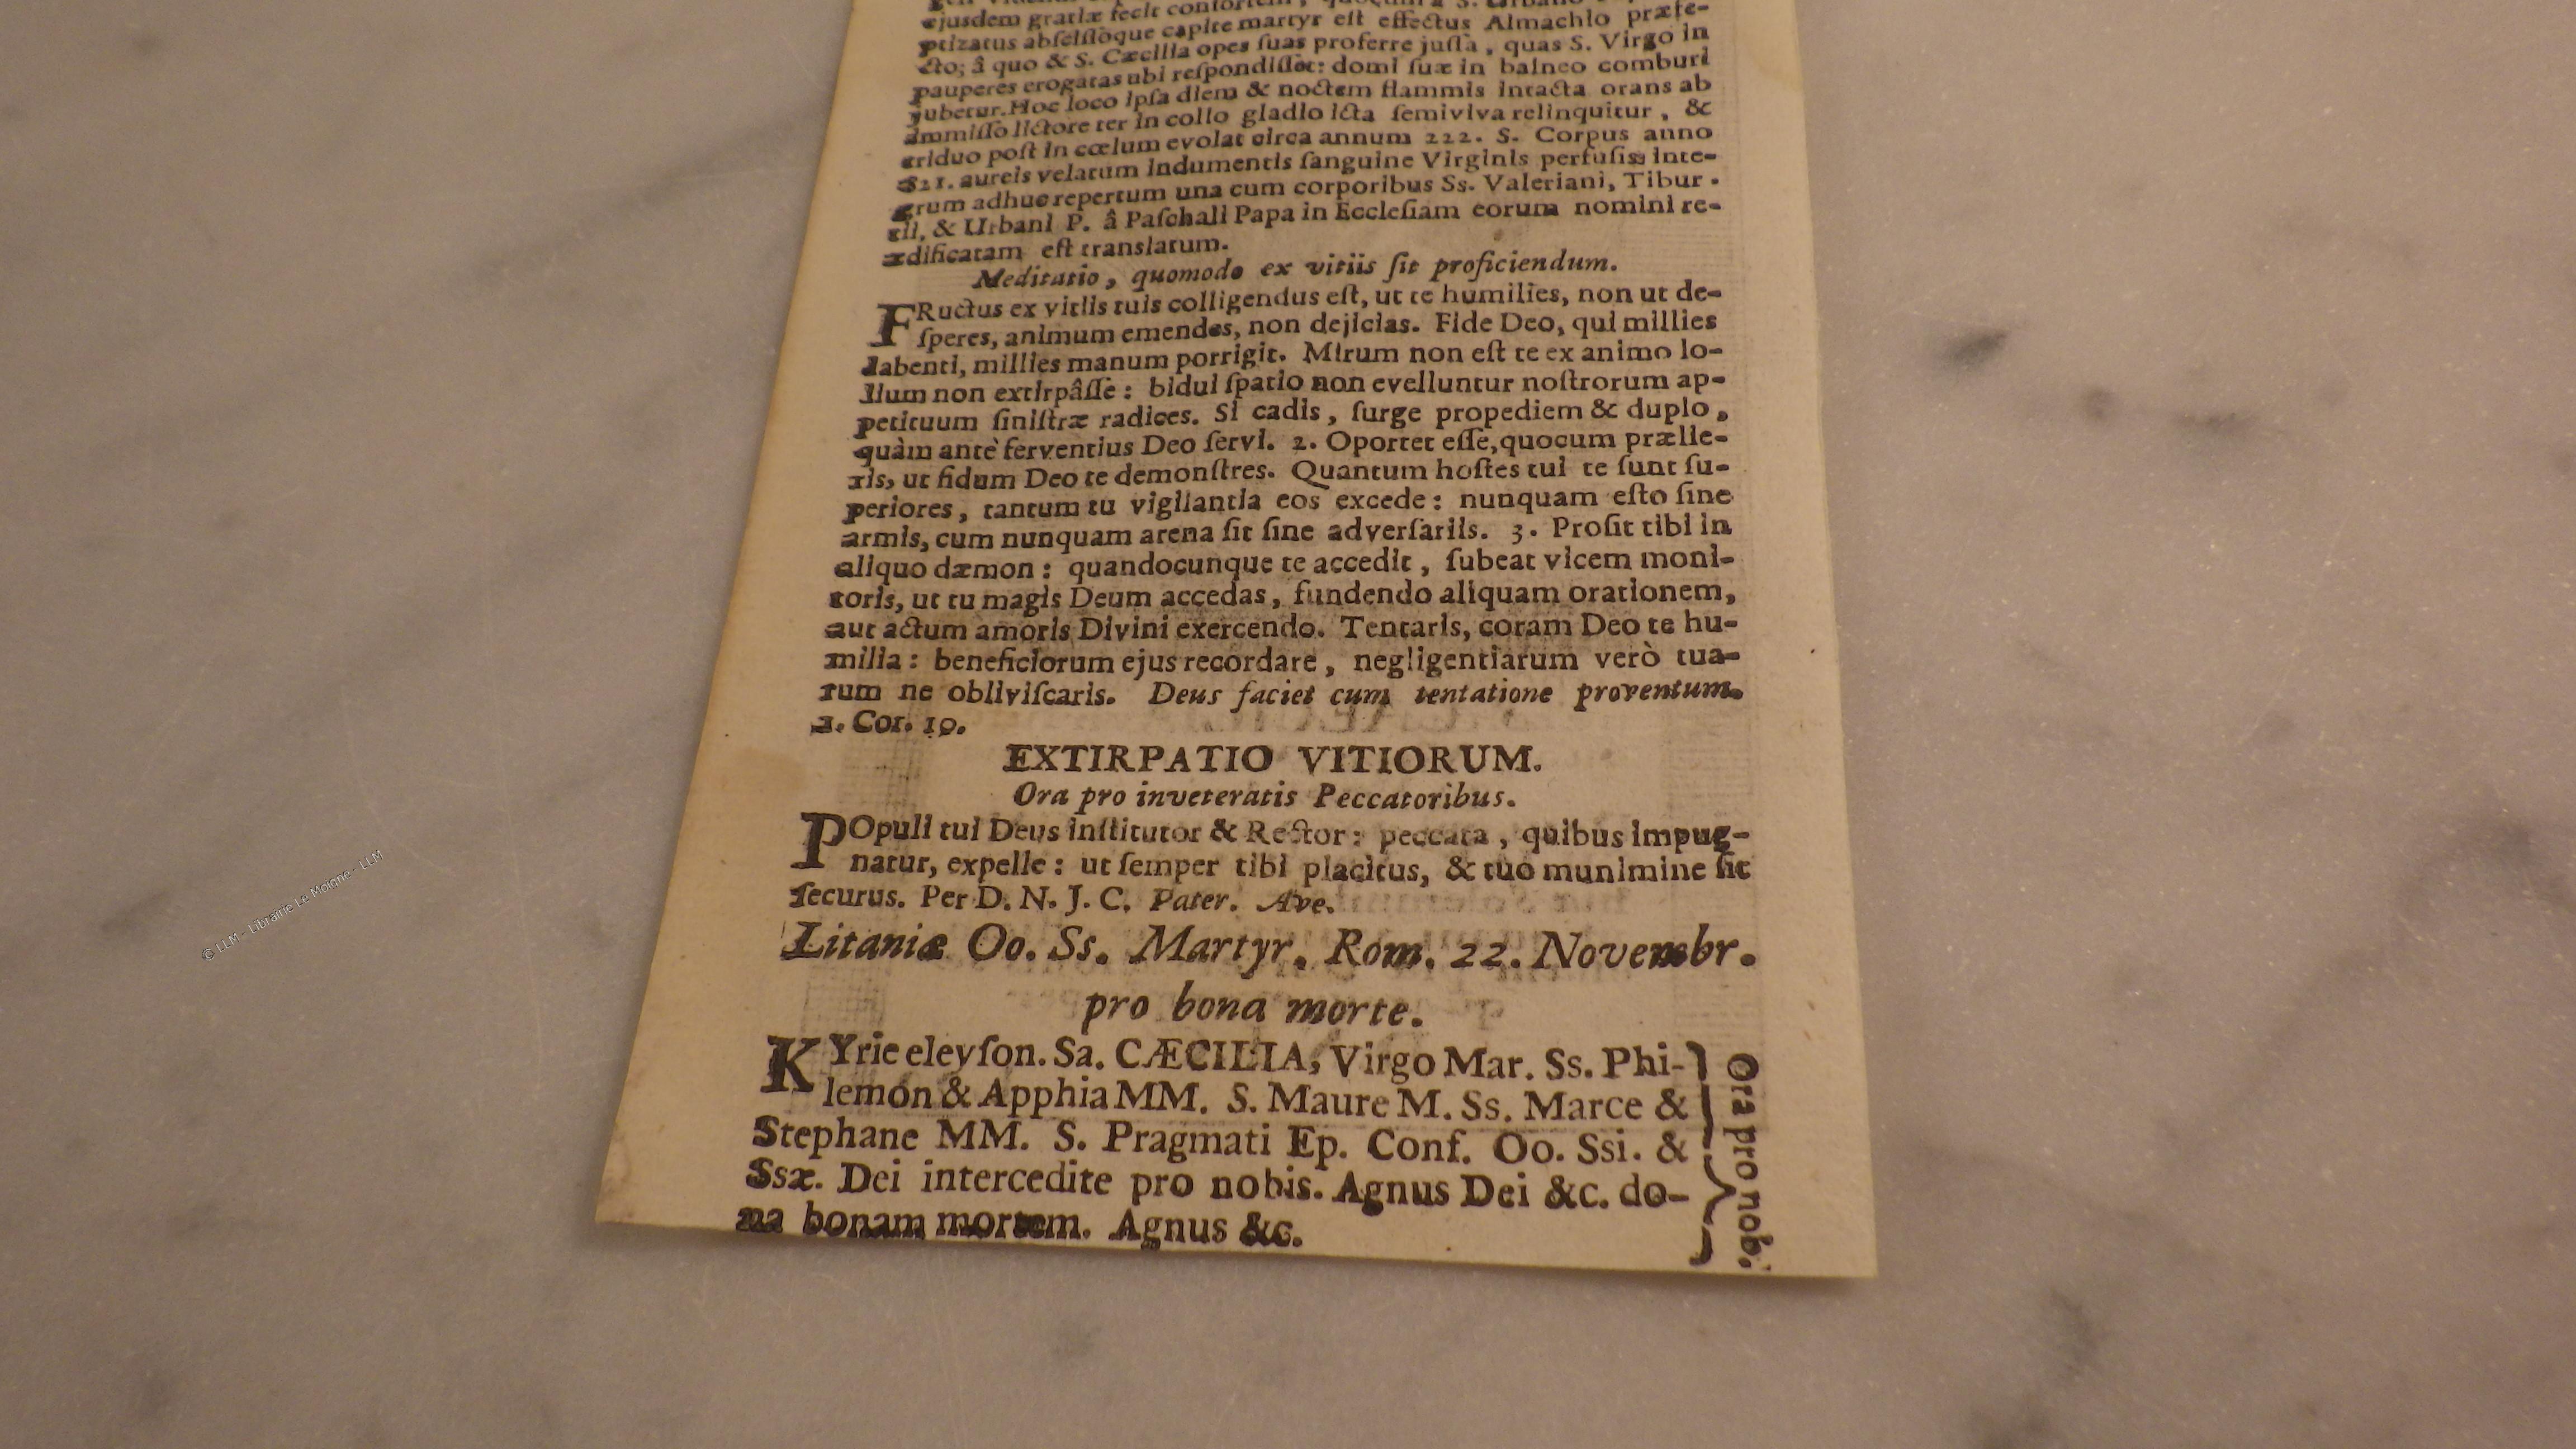 ejusdem gratiæ fecit consortem,
ptizatus abscissoque capite martyr est effectus Almachio præfe-
cto; â quo & S. Cæcilia opes suas proferre jussa, quas S. Virgo in
pauperes erogatas ubi respondisset: domi suæ in balneo comburi
jubetur. Hoc loco ipsa diem & noctem flammis intacta orans ab
immisso lictore ter in collo gladio icta semiviva relinquitur, &
triduo post in cœlum evolat circa annum 222. S. Corpus anno
821. aureis velatum indumentis sanguine Virginis perfusis inte-
grum adhuc repertum una cum corporibus Ss. Valeriani, Tibur-
tii, & Urbani P. â Paschali Papa in Ecclesiam eorum nomini re-
ædificatam est translatum.
Meditatio, quomodo ex vitiis sit proficiendum.
FRuctus ex vitiis tuis colligendus est, ut te humilies, non ut de-
speres, animum emendes, non dejicias. Fide Deo, qui millies
labenti, millies manum porrigit. Mirum non est te ex animo lo-
lium non extirpâsse: bidui spatio non evelluntur nostrorum ap-
petituum sinistræ radices. Si cadis, surge propediem & duplo,
quàm antè ferventius Deo servi. 2. Oportet esse, quocum prælie-
ris, ut fidum Deo te demonstres. Quantum hostes tui te sunt su-
periores, tantum tu vigilantia eos excede: nunquam esto sine
armis, cum nunquam arena sit sine adversariis. 3. Prosit tibi in
aliquo dæmon: quandocunque te accedit, subeat vicem moni-
toris, ut tu magis Deum accedas, fundendo aliquam orationem,
aut actum amoris Divini exercendo. Tentaris, coram Deo te hu-
milia: beneficiorum ejus recordare, negligentiarum verò tua-
rum ne obliviscaris. Deus faciet cum tentatione proventum.
1. Cor. 10.
EXTIRPATIO VITIORUM.
Ora pro inveteratis Peccatoribus.
POpuli tui Deus institutor & Rector: peccata, quibus impug-
natur, expelle: ut semper tibi placitus, & tuo munimine sit
securus. Per D. N. J. C. Pater. Ave.
Litaniæ Oo. Ss. Martyr. Rom. 22. Novembr.
pro bona morte.
KYrie eleyson. Sa. CÆCILIA, Virgo Mar. Ss. Phi-
lemon & Apphia MM. S. Maure M. Ss. Marce &
Stephane MM. S. Pragmati Ep. Conf. Oo. Ssi. &
Ssæ. Dei intercedite pro nobis. Agnus Dei &c. do-
na bonam mortem. Agnus &c.
Ora pro nob.
© LLM - Librairie Le Moigne - LLM